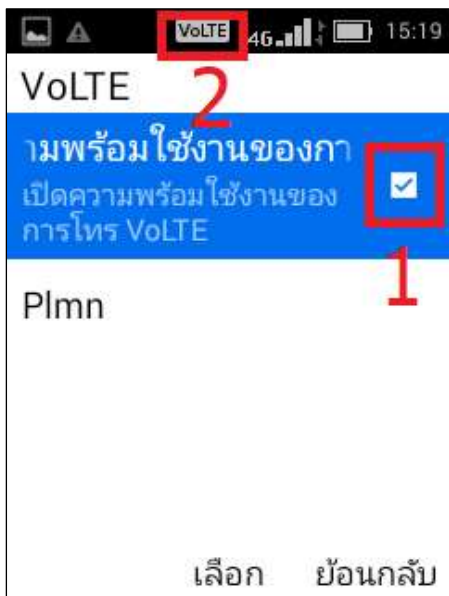 VoLTE 4G 15:19
2
VoLTE
ามพร้อมใช้งานของกา
เปิดความพร้อมใช้งานของ
การโทร VoLTE
1
Plmn
เลือก ย้อนกลับ